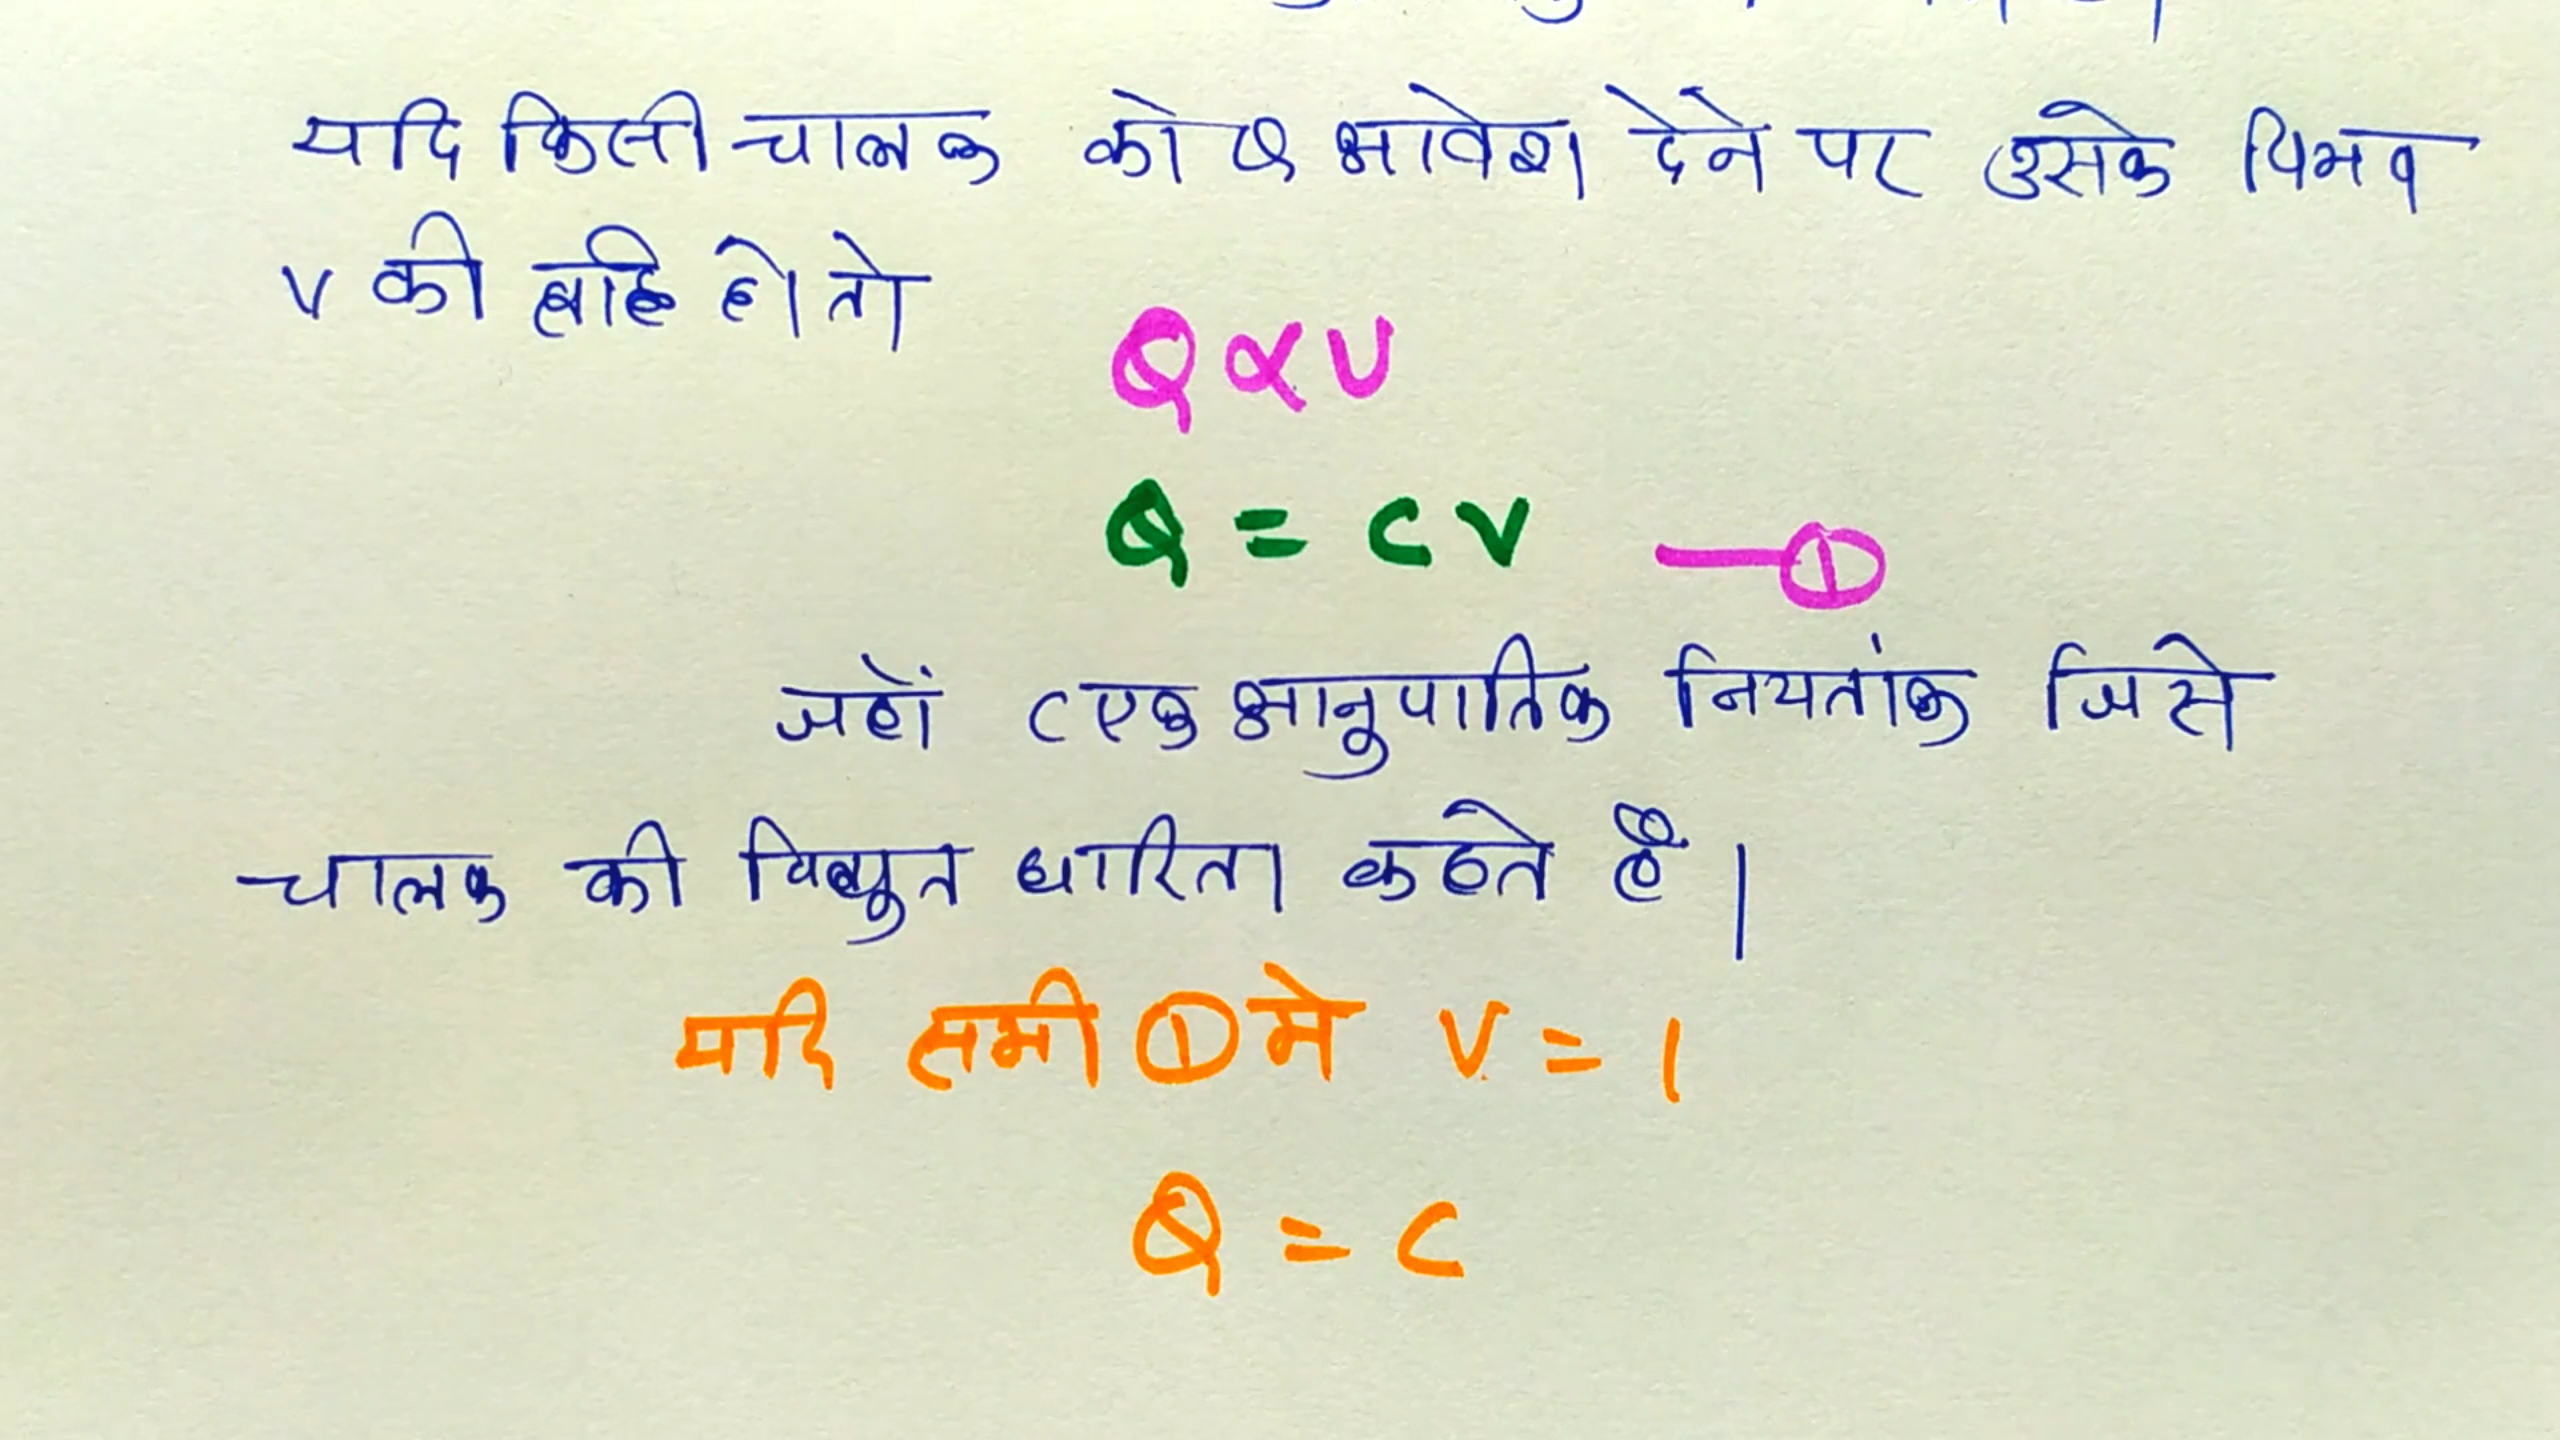 यदि किसी चालक को Q आवेश देने पर उसके विभव
V की वृद्धि हो तो
Q ∝ V
Q = CV —①
जहाँ C एक आनुपातिक नियतांक जिसे
चालक की विद्युत धारिता कहते है।
यदि समी ① मे V = 1
Q = C